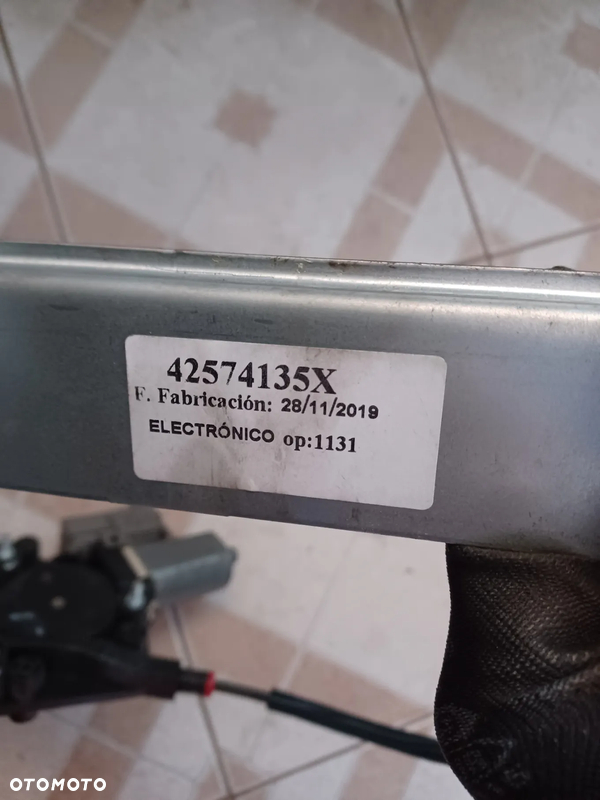 42574135X
F. Fabricación: 28/11/2019
ELECTRÓNICO op:1131
OTOMOTO